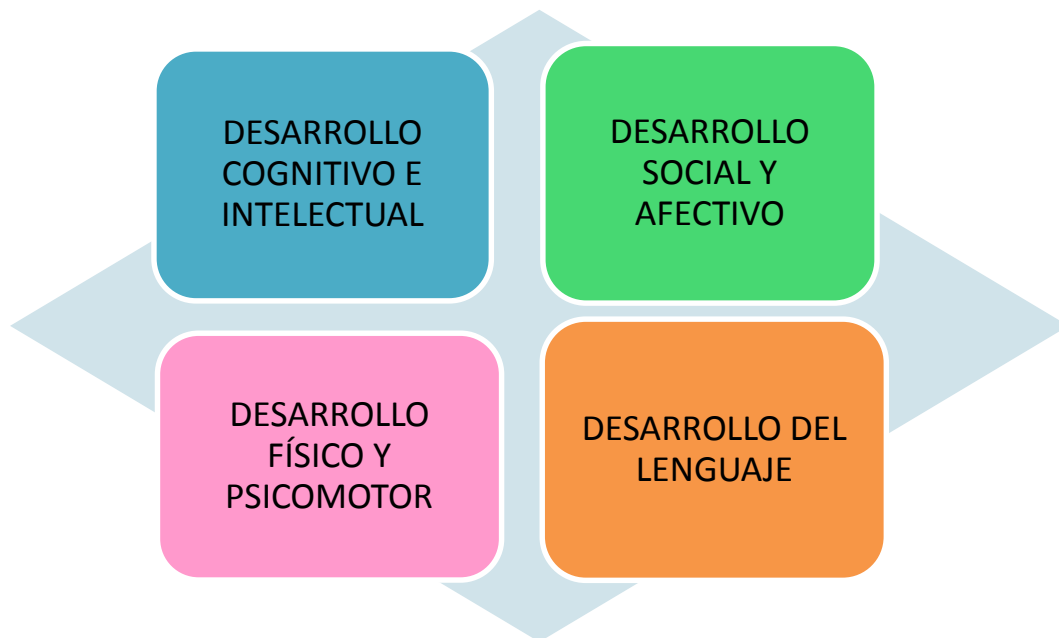 DESARROLLO
COGNITIVO E
INTELECTUAL
DESARROLLO
SOCIAL Y
AFECTIVO
DESARROLLO
FÍSICO Y
PSICOMOTOR
DESARROLLO DEL
LENGUAJE